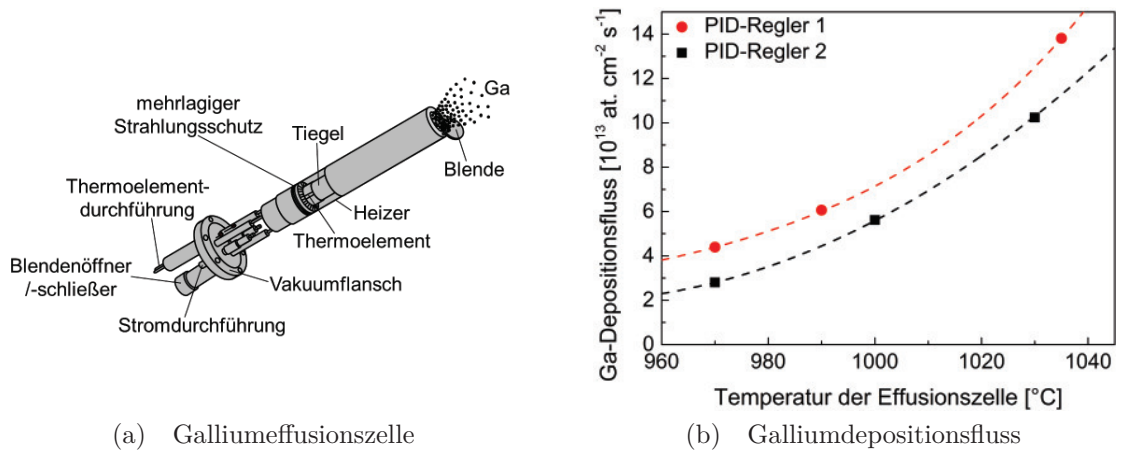 Ga
mehrlagiger
Strahlungsschutz
Tiegel
Blende
Thermoelement-
durchführung
Heizer
Thermoelement
Blendenöffner
/-schließer
Vakuumflansch
Stromdurchführung
(a) Galliumeffusionszelle
PID-Regler 1
PID-Regler 2
Ga-Depositionsfluss [10¹³ at. cm⁻² s⁻¹]
14
12
10
8
6
4
2
0
960 980 1000 1020 1040
Temperatur der Effusionszelle [°C]
(b) Galliumdepositionsfluss